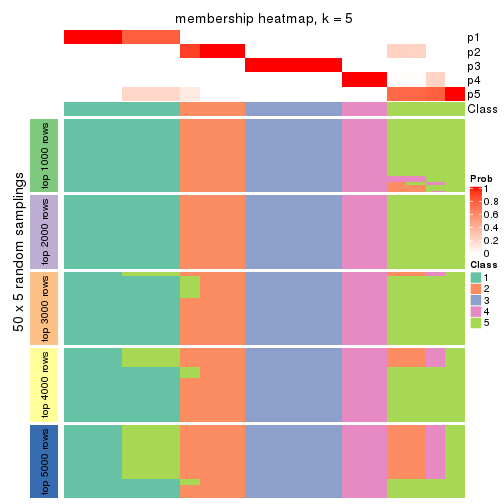 membership heatmap, k = 5
p1
p2
p3
p4
p5
Class
50 x 5 random samplings
top 1000 rows
top 2000 rows
top 3000 rows
top 4000 rows
top 5000 rows
Prob
1
0.8
0.6
0.4
0.2
0
Class
1
2
3
4
5